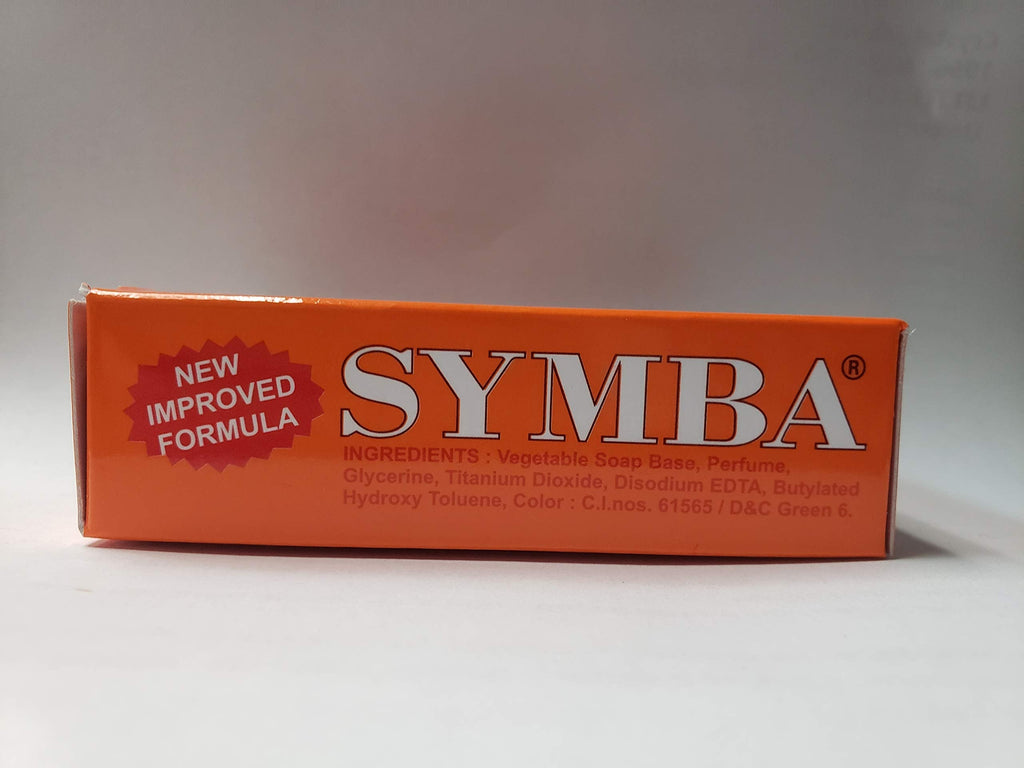 NEW
IMPROVED
FORMULA
SYMBA®
INGREDIENTS : Vegetable Soap Base, Perfume,
Glycerine, Titanium Dioxide, Disodium EDTA, Butylated
Hydroxy Toluene, Color : C.I.nos. 61565 / D&C Green 6.